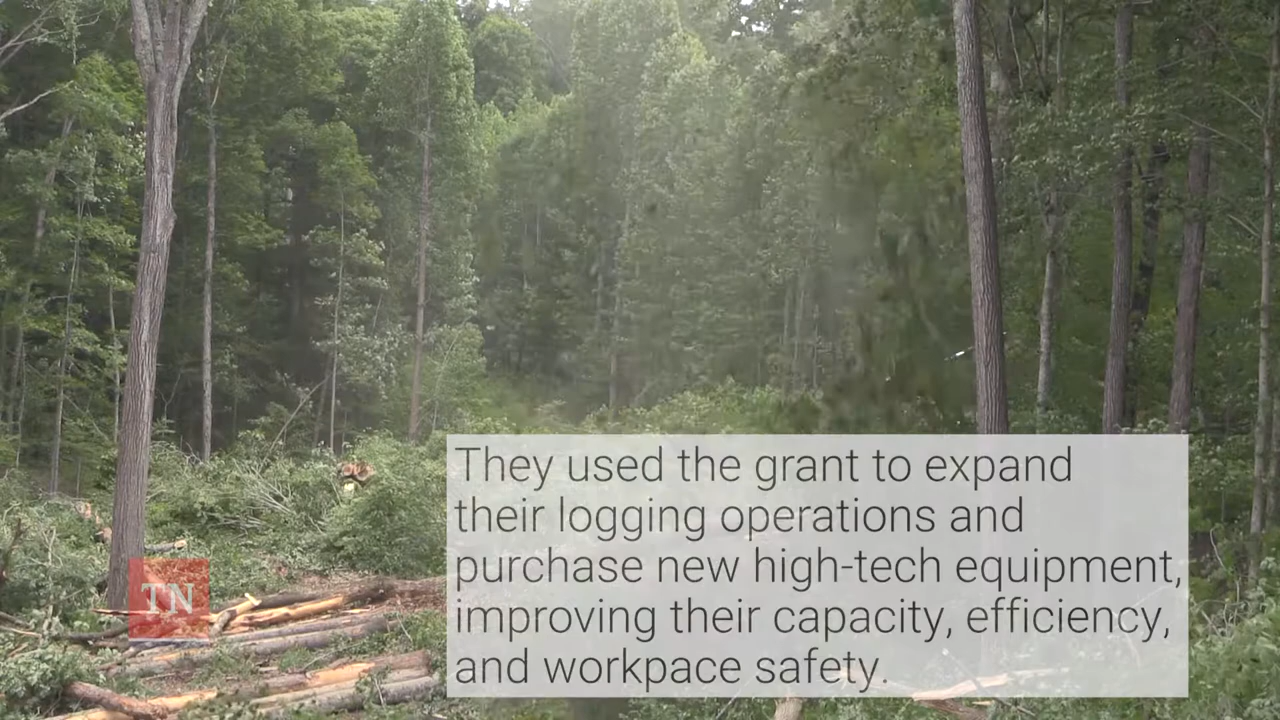 They used the grant to expand
their logging operations and
purchase new high-tech equipment,
improving their capacity, efficiency,
and workpace safety.
TN